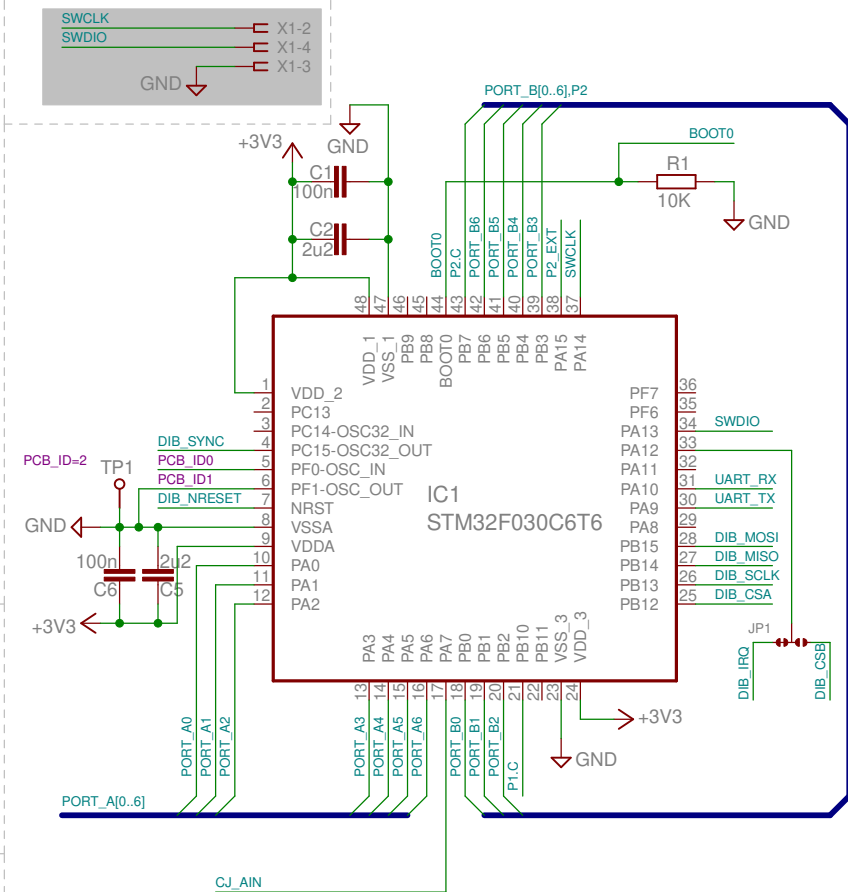 SWCLK
X1-2
SWDIO
X1-4
X1-3
GND
PORT_B[0..6],P2
GND
+3V3
BOOT0
C1
100n
R1
10K
GND
C2
2u2
BOOT0
P2.C
PORT_B6
PORT_B5
PORT_B4
PORT_B3
P2_EXT
SWCLK
48
47
46
45
44
43
42
41
40
39
38
37
VDD_1
VSS_1
PB9
PB8
BOOT0
PB7
PB6
PB5
PB4
PB3
PA15
PA14
1 VDD_2
2 PC13
3 PC14-OSC32_IN
DIB_SYNC 4 PC15-OSC32_OUT
PCB_ID=2
TP1
PCB_ID0 5 PF0-OSC_IN
PCB_ID1 6 PF1-OSC_OUT
DIB_NRESET 7 NRST
GND 8 VSSA
9 VDDA
10 PA0
11 PA1
12 PA2
100n
C6
2u2
C5
+3V3
IC1
STM32F030C6T6
PF7 36
PF6 35
PA13 34 SWDIO
PA12 33
PA11 32
PA10 31 UART_RX
PA9 30 UART_TX
PA8 29
PB15 28 DIB_MOSI
PB14 27 DIB_MISO
PB13 26 DIB_SCLK
PB12 25 DIB_CSA
JP1
DIB_IRQ
DIB_CSB
PA3
PA4
PA5
PA6
PA7
PB0
PB1
PB2
PB10
PB11
VSS_3
VDD_3
13
14
15
16
17
18
19
20
21
22
23
24
PORT_A0
PORT_A1
PORT_A2
PORT_A3
PORT_A4
PORT_A5
PORT_A6
PORT_B0
PORT_B1
PORT_B2
P1.C
+3V3
GND
PORT_A[0..6]
CJ_AIN